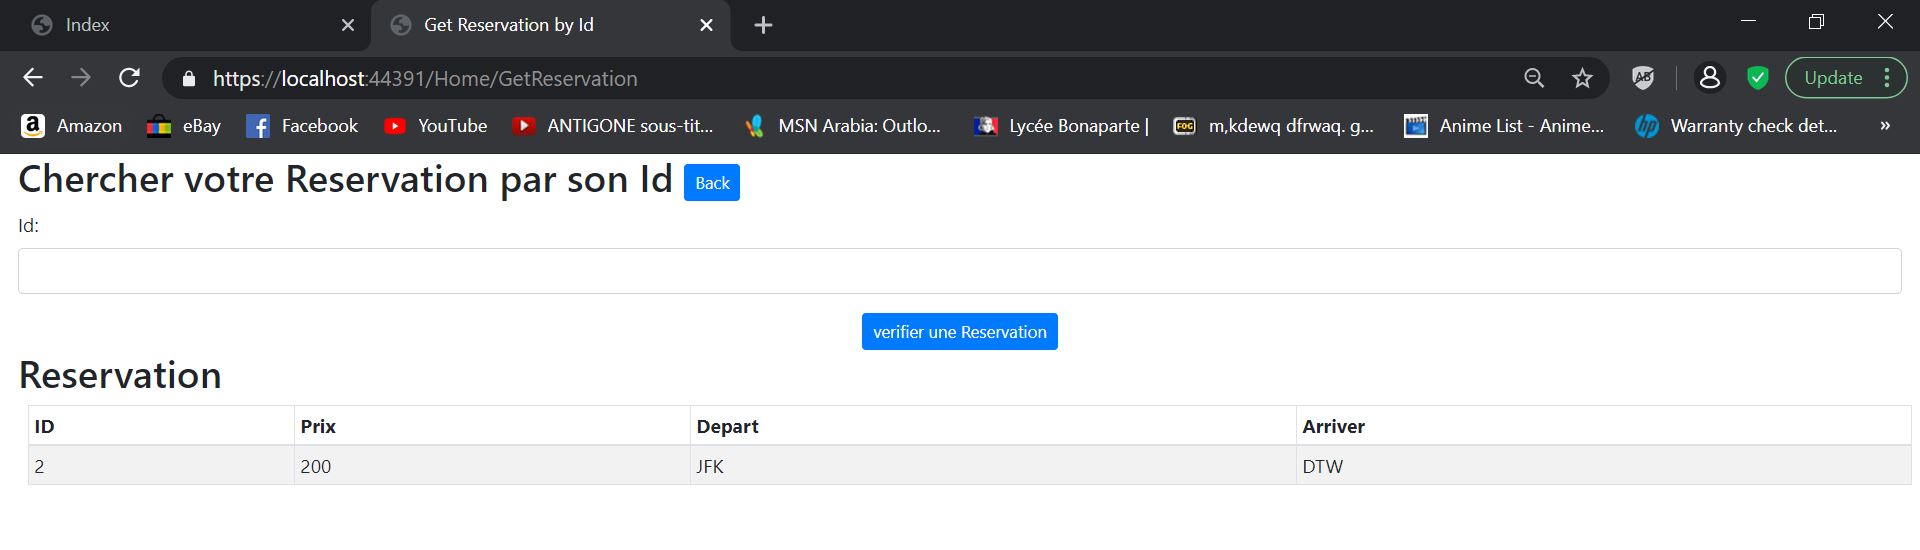 Index
Get Reservation by Id
https://localhost:44391/Home/GetReservation
Update
Amazon eBay Facebook YouTube ANTIGONE sous-tit... MSN Arabia: Outlo... Lycée Bonaparte | m,kdewq dfrwaq. g... Anime List - Anime... Warranty check det... »
Chercher votre Reservation par son Id Back
Id:
verifier une Reservation
Reservation
ID Prix Depart Arriver
2 200 JFK DTW